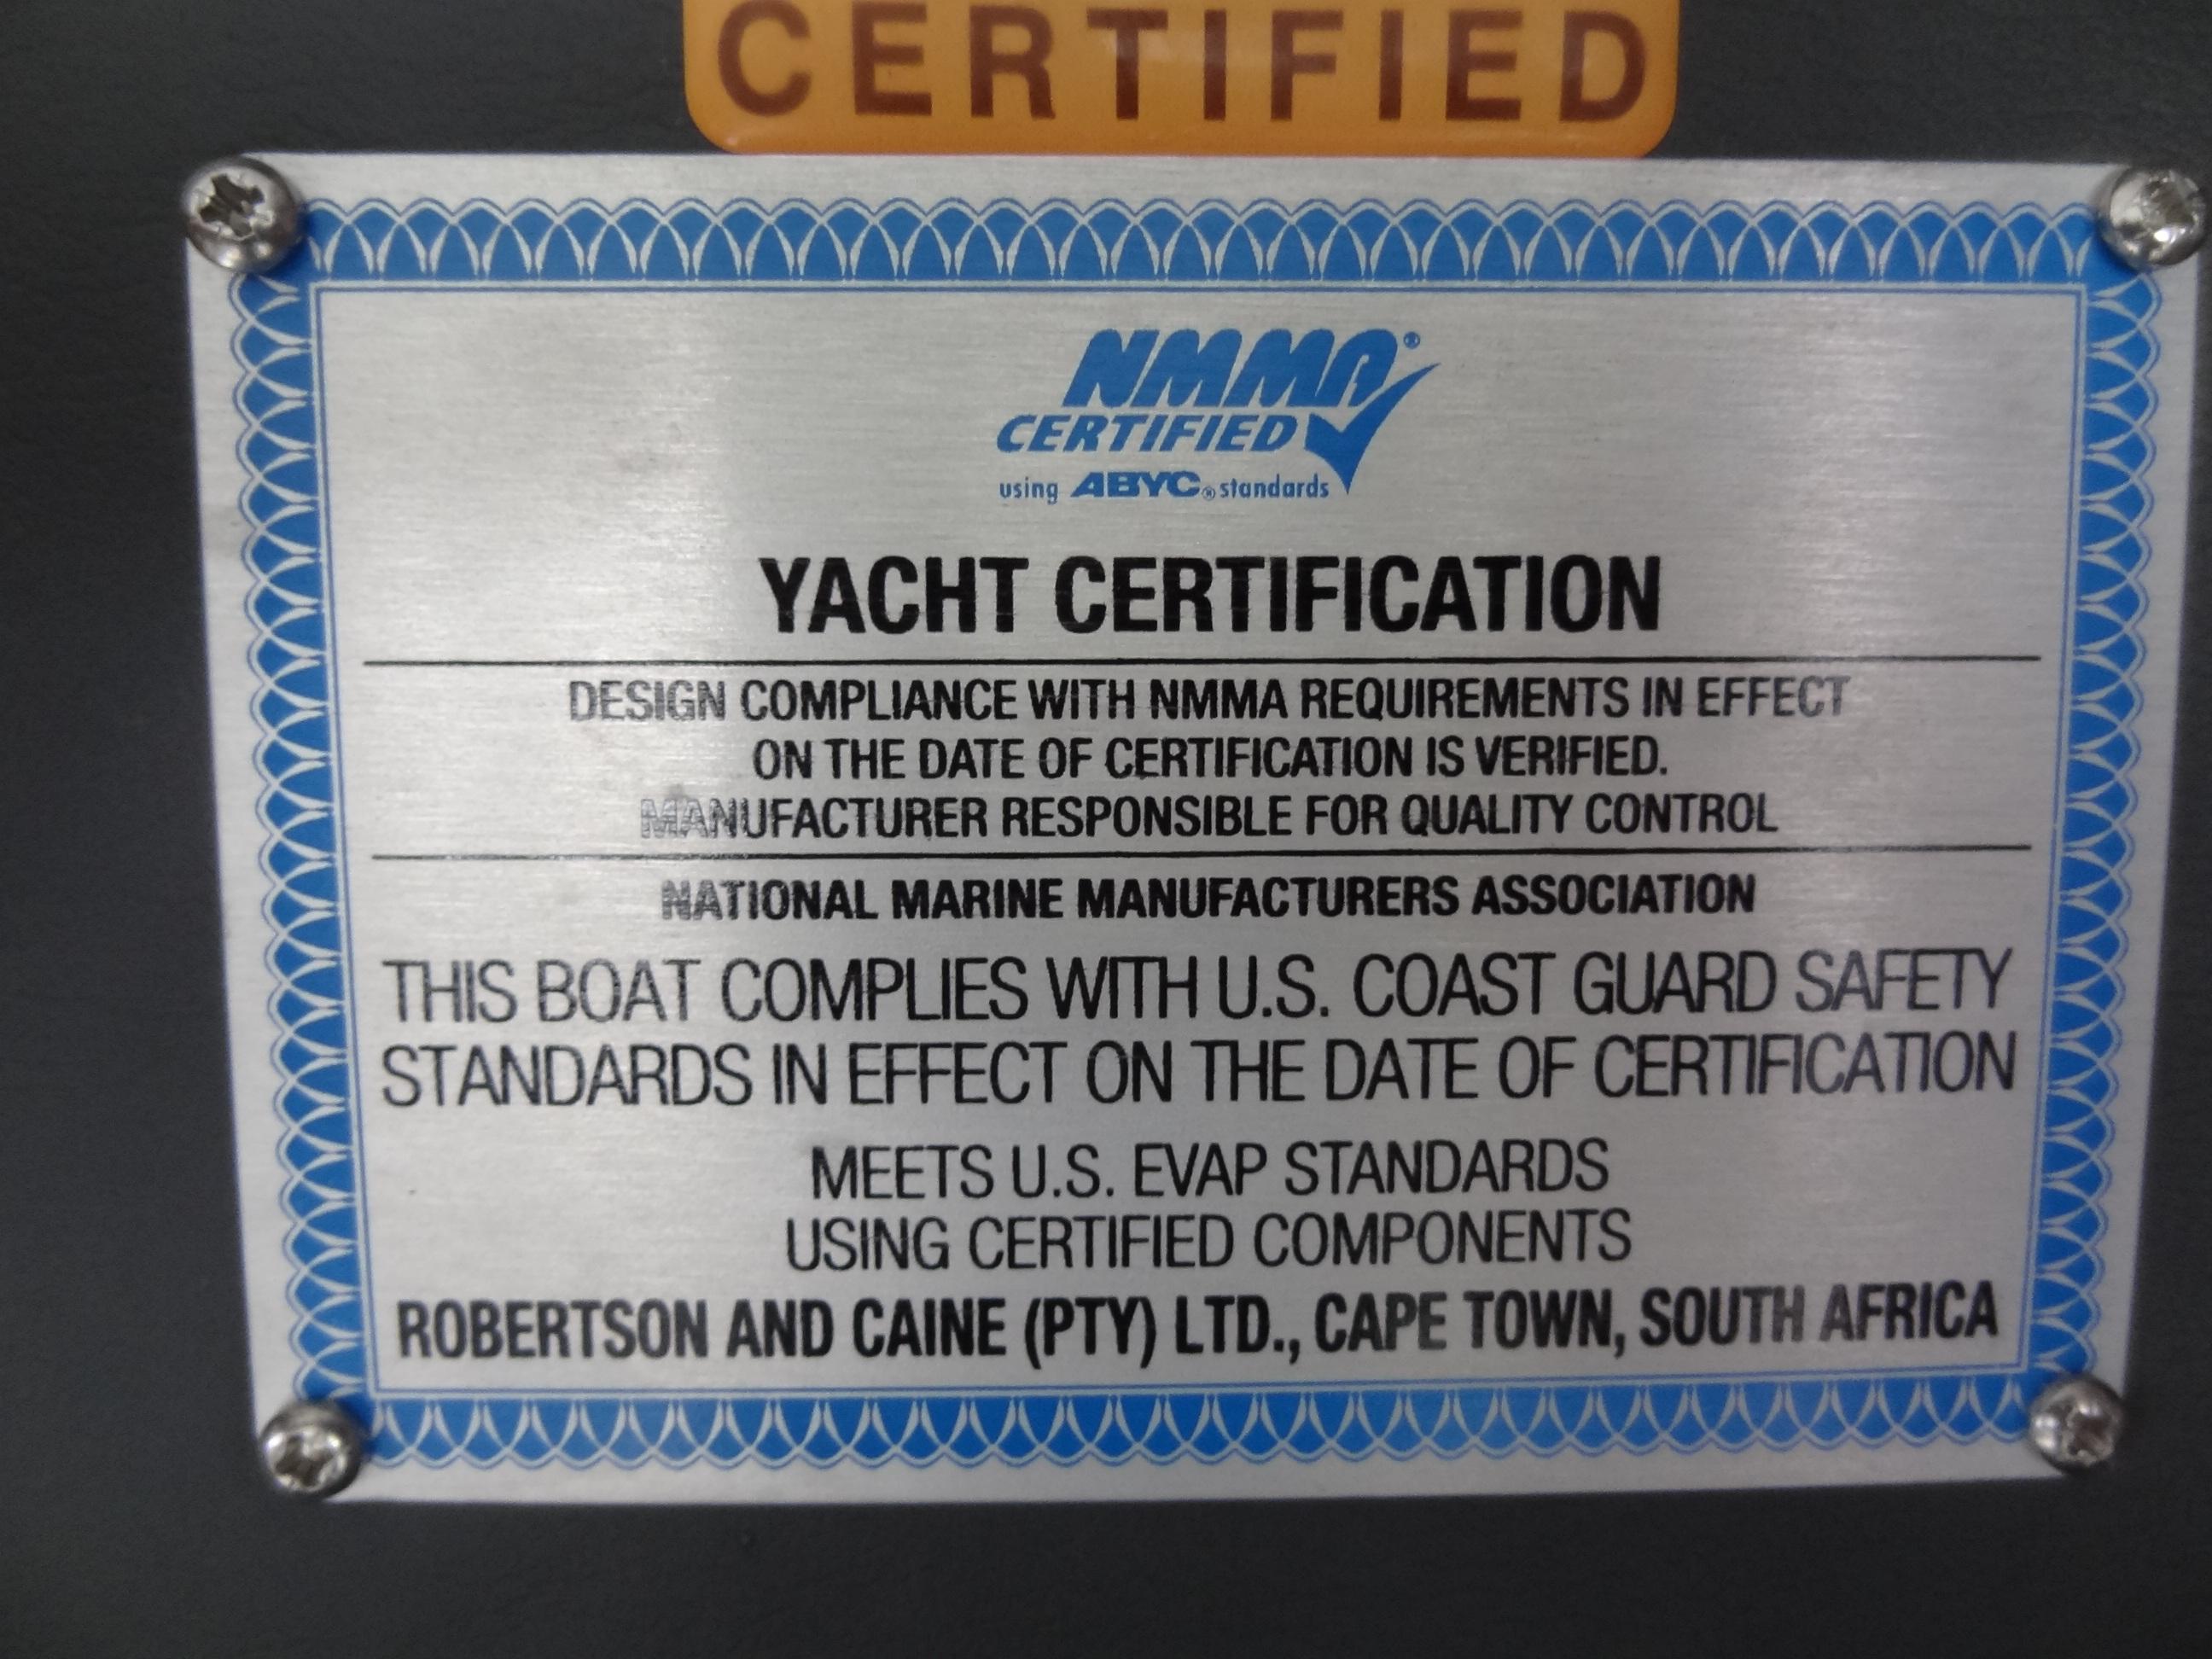 CERTIFIED
NMMA®
CERTIFIED
using ABYC® standards
YACHT CERTIFICATION
DESIGN COMPLIANCE WITH NMMA REQUIREMENTS IN EFFECT
ON THE DATE OF CERTIFICATION IS VERIFIED.
MANUFACTURER RESPONSIBLE FOR QUALITY CONTROL
NATIONAL MARINE MANUFACTURERS ASSOCIATION
THIS BOAT COMPLIES WITH U.S. COAST GUARD SAFETY
STANDARDS IN EFFECT ON THE DATE OF CERTIFICATION
MEETS U.S. EVAP STANDARDS
USING CERTIFIED COMPONENTS
ROBERTSON AND CAINE (PTY) LTD., CAPE TOWN, SOUTH AFRICA